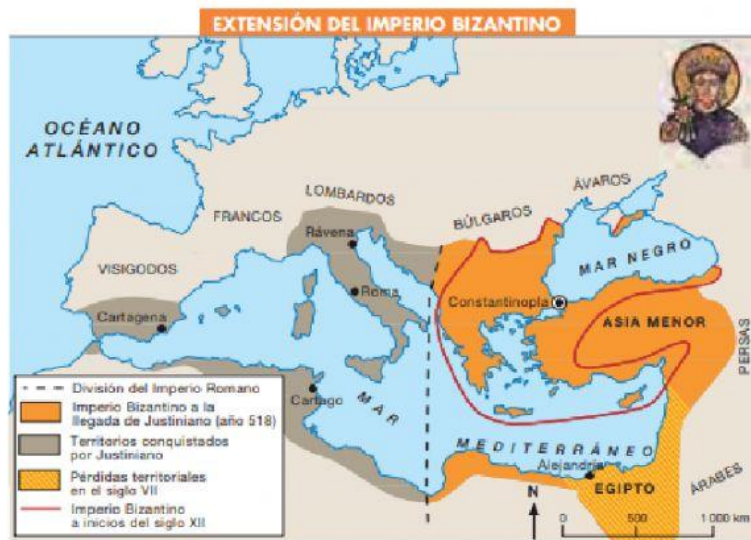 EXTENSIÓN DEL IMPERIO BIZANTINO
OCÉANO
ATLÁNTICO
LOMBARDOS
ÁVAROS
FRANCOS
BÚLGAROS
Rávena
MAR NEGRO
VISIGODOS
Roma
Constantinopla
Cartagena
ASIA MENOR
PERSAS
Cartago
MAR
MEDITERRÁNEO
Alejandría
EGIPTO
ÁRABES
División del Imperio Romano
Imperio Bizantino a la
llegada de Justiniano (año 518)
Territorios conquistados
por Justiniano
Pérdidas territoriales
en el siglo VII
Imperio Bizantino
a inicios del siglo XII
N
0 500 1 000 km